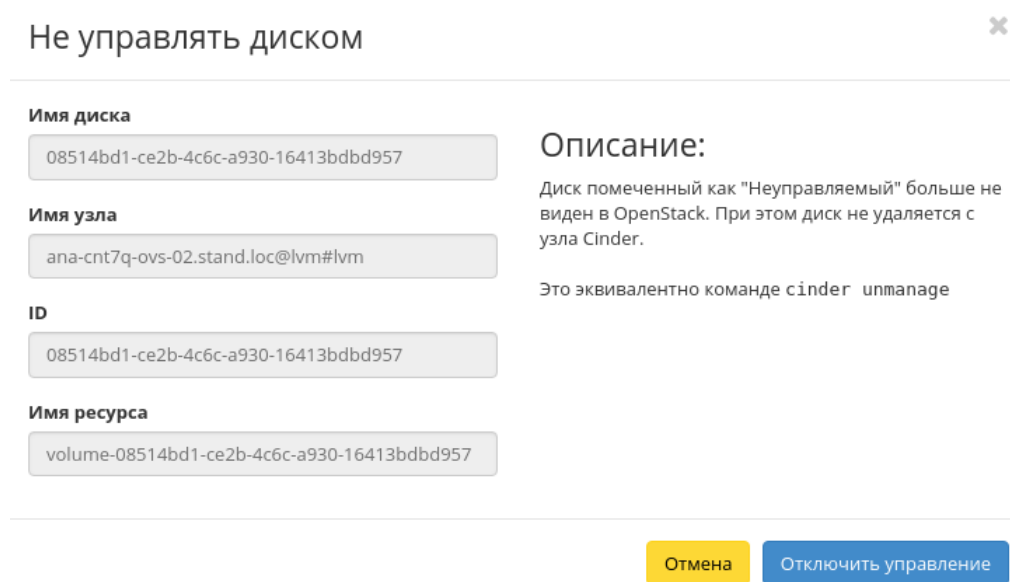 Не управлять диском
Имя диска
08514bd1-ce2b-4c6c-a930-16413bdbd957
Имя узла
ana-cnt7q-ovs-02.stand.loc@lvm#lvm
ID
08514bd1-ce2b-4c6c-a930-16413bdbd957
Имя ресурса
volume-08514bd1-ce2b-4c6c-a930-16413bdbd957
Описание:
Диск помеченный как "Неуправляемый" больше не
виден в OpenStack. При этом диск не удаляется с
узла Cinder.
Это эквивалентно команде cinder unmanage
Отмена
Отключить управление